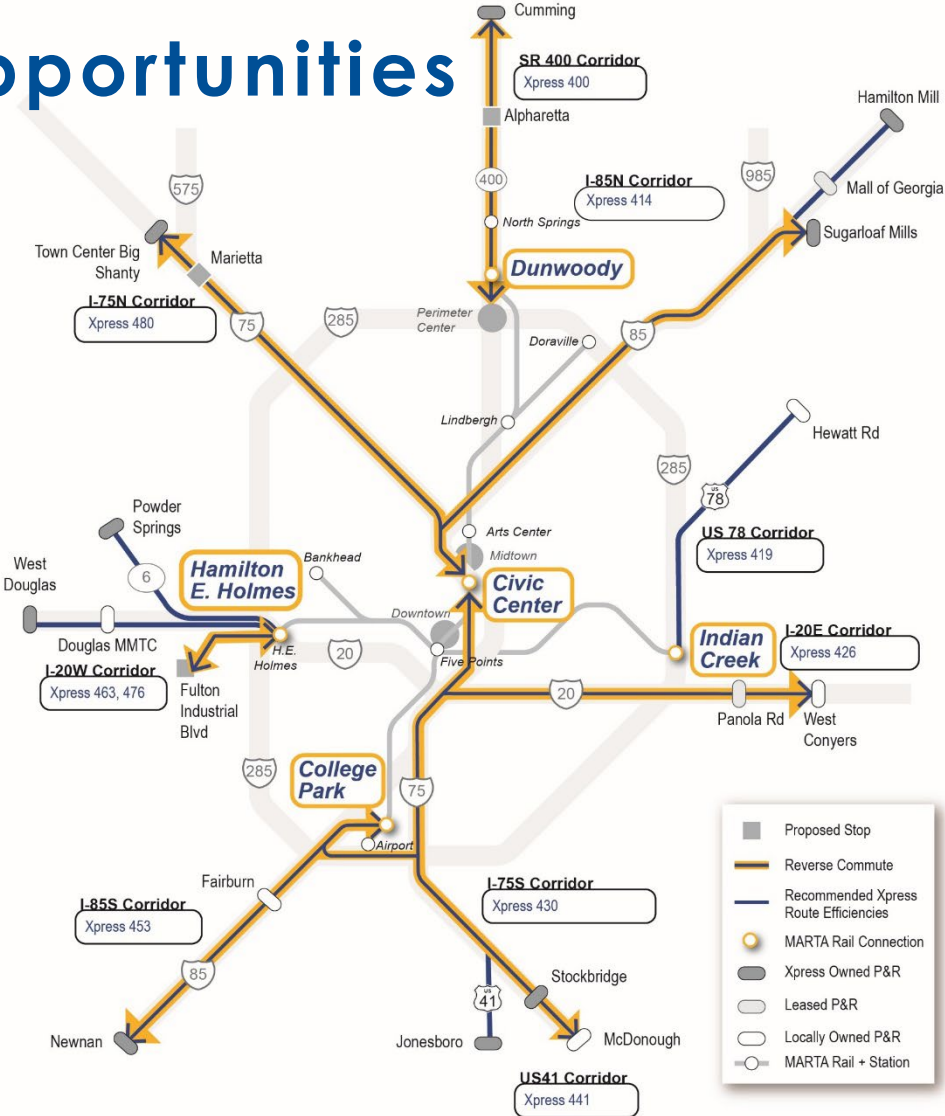 pportunities
Cumming
SR 400 Corridor
Xpress 400
Alpharetta
Hamilton Mill
575
400
I-85N Corridor
Xpress 414
985
Mall of Georgia
North Springs
Town Center Big
Shanty
Marietta
Sugarloaf Mills
Dunwoody
I-75N Corridor
Xpress 480
75
285
Perimeter
Center
85
Doraville
Lindbergh
Hewatt Rd
285
US
78
Powder
Springs
Arts Center
US 78 Corridor
Xpress 419
Midtown
West
Douglas
6
Hamilton
E. Holmes
Bankhead
Civic
Center
Downtown
Douglas MMTC
H.E.
Holmes
20
Five Points
Indian
Creek
I-20E Corridor
Xpress 426
I-20W Corridor
Xpress 463, 476
Fulton
Industrial
Blvd
20
Panola Rd
West
Conyers
285
College
Park
75
Airport
Fairburn
I-85S Corridor
Xpress 453
I-75S Corridor
Xpress 430
85
Stockbridge
US
41
Newnan
Jonesboro
McDonough
US41 Corridor
Xpress 441
Proposed Stop
Reverse Commute
Recommended Xpress
Route Efficiencies
MARTA Rail Connection
Xpress Owned P&R
Leased P&R
Locally Owned P&R
MARTA Rail + Station